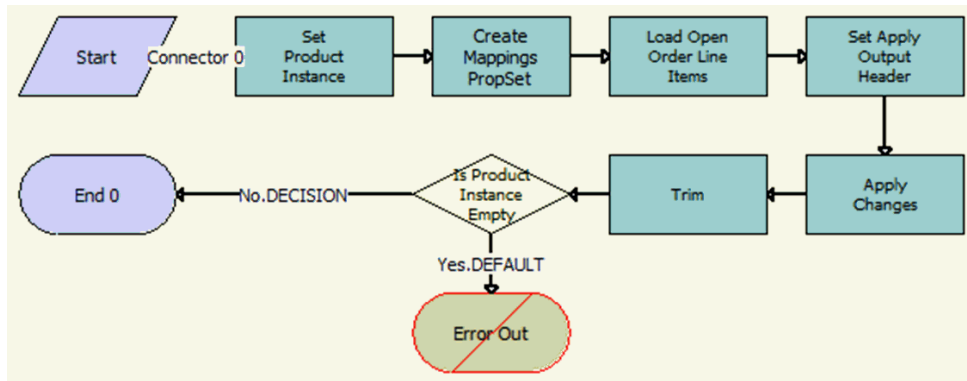 Start
Connector 0
Set
Product
Instance
Create
Mappings
PropSet
Load Open
Order Line
Items
Set Apply
Output
Header
End 0
No.DECISION
Is Product
Instance
Empty
Trim
Apply
Changes
Yes.DEFAULT
Error Out